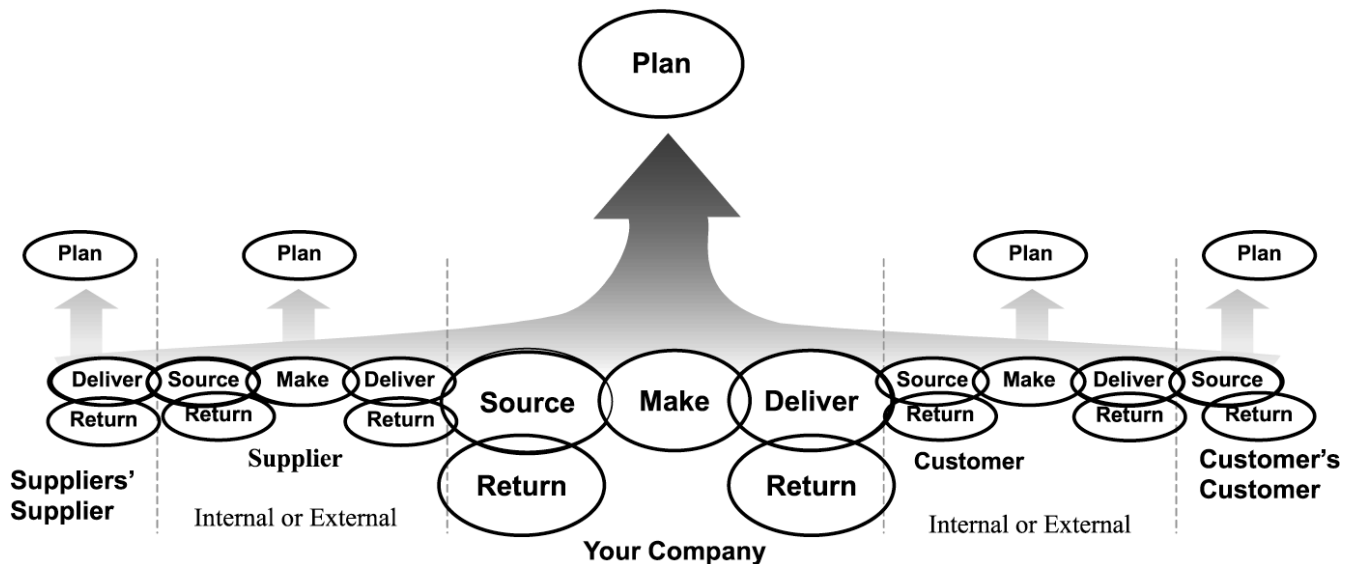 Plan
Plan
Plan
Plan
Plan
Deliver
Source
Make
Deliver
Source
Make
Deliver
Source
Make
Deliver
Source
Return
Return
Return
Return
Return
Return
Return
Return
Suppliers’
Supplier
Supplier
Internal or External
Your Company
Customer
Internal or External
Customer’s
Customer